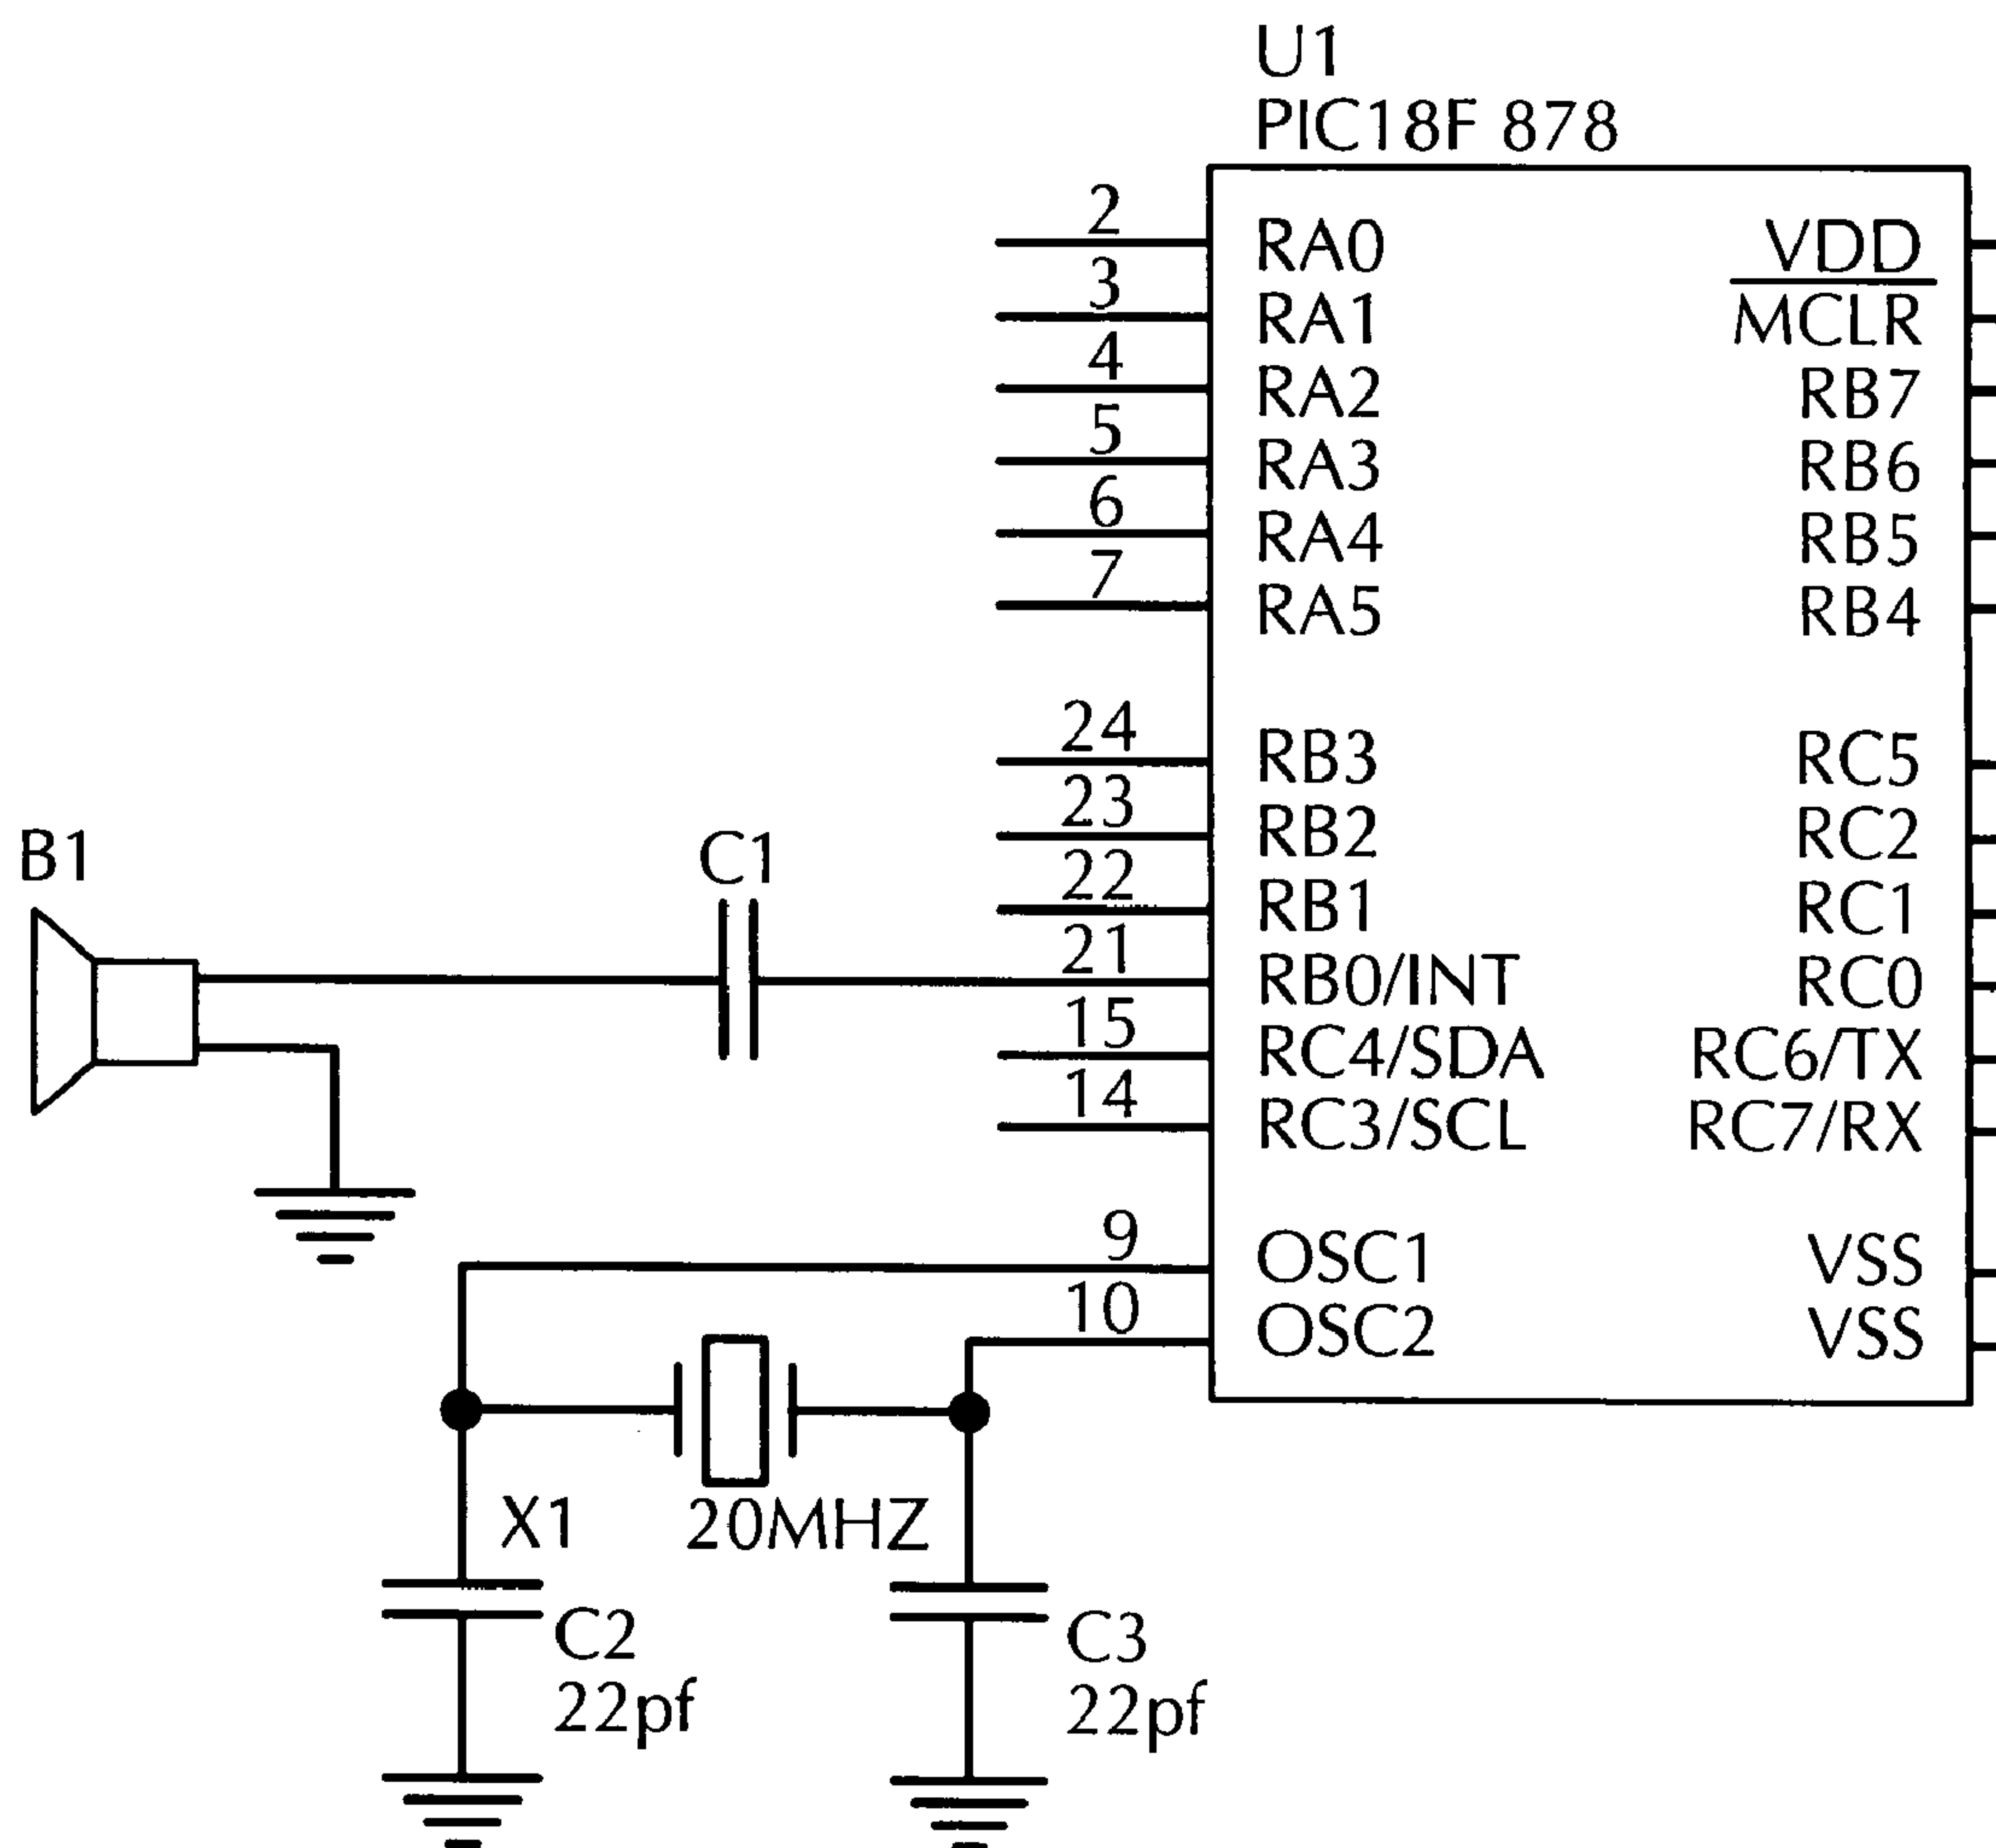 U1
PIC18F 878
2 RA0 VDD
3 RA1 MCLR
4 RA2 RB7
5 RA3 RB6
6 RA4 RB5
7 RA5 RB4
24 RB3 RC5
23 RB2 RC2
22 RB1 RC1
21 RB0/INT RC0
15 RC4/SDA RC6/TX
14 RC3/SCL RC7/RX
9 OSC1 VSS
10 OSC2 VSS
B1
C1
X1 20MHZ
C2
22pf
C3
22pf